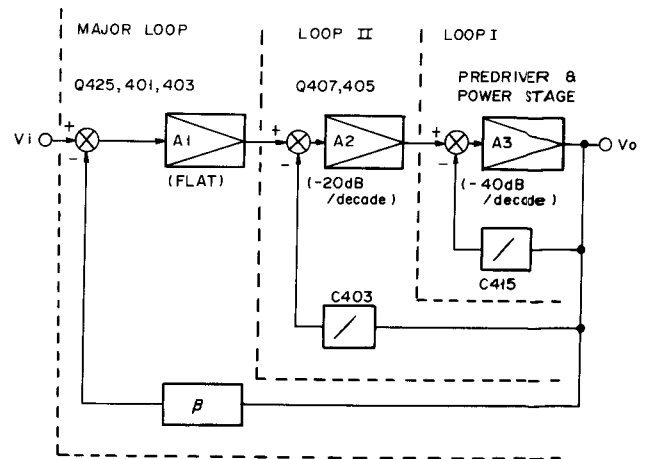 MAJOR LOOP
LOOP II
LOOP I
Q425, 401, 403
Q407, 405
PREDRIVER &
POWER STAGE
Vi
+
-
A1
(FLAT)
+
-
A2
(-20dB
/decade)
+
-
A3
(-40dB
/decade)
Vo
C415
C403
β